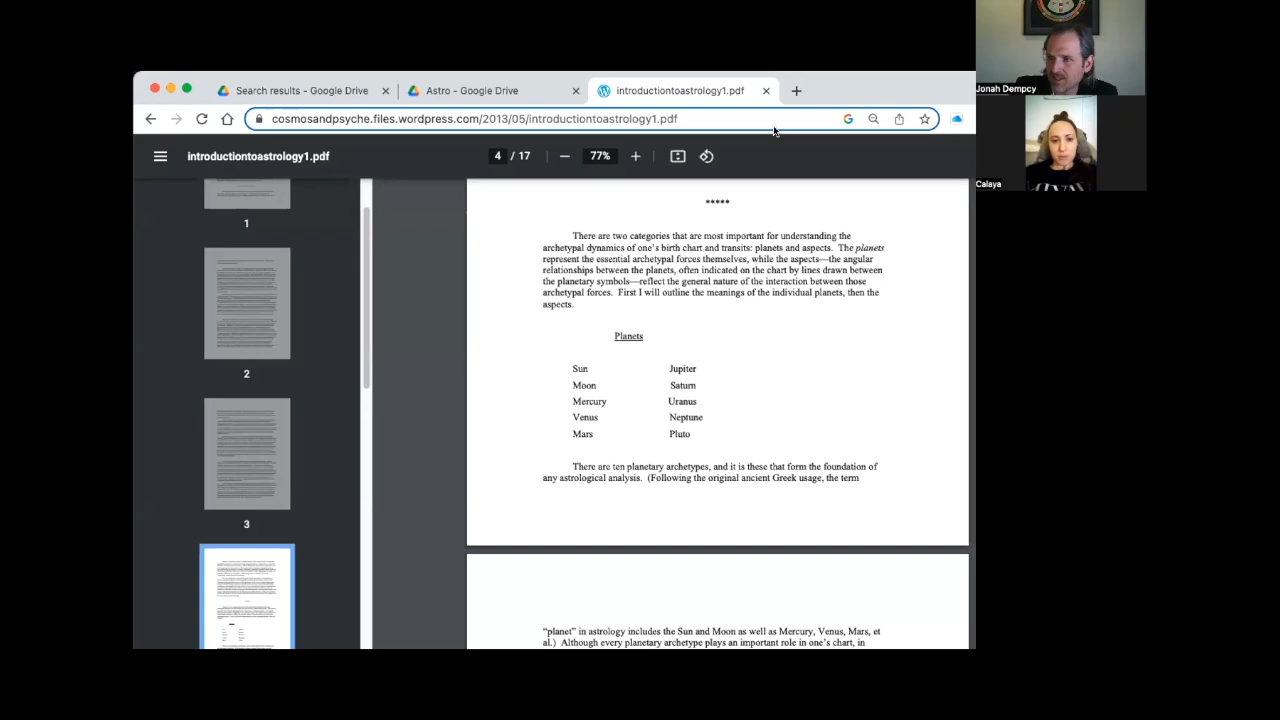 Search results - Google Drive
Astro - Google Drive
introductiontoastrology1.pdf
cosmosandpsyche.files.wordpress.com/2013/05/introductiontoastrology1.pdf
introductiontoastrology1.pdf
4 / 17
77%
Jonah Dempcy
Calaya
1
2
3
*****
There are two categories that are most important for understanding the
archetypal dynamics of one's birth chart and transits: planets and aspects. The planets
represent the essential archetypal forces themselves, while the aspects—the angular
relationships between the planets, often indicated on the chart by lines drawn between
the planetary symbols—reflect the general nature of the interaction between those
archetypal forces. First I will outline the meanings of the individual planets, then the
aspects.
Planets
Sun Jupiter
Moon Saturn
Mercury Uranus
Venus Neptune
Mars Pluto
There are ten planetary archetypes, and it is these that form the foundation of
any astrological analysis. (Following the original ancient Greek usage, the term
“planet” in astrology includes the Sun and Moon as well as Mercury, Venus, Mars, et
al.) Although every planetary archetype plays an important role in one's chart, in